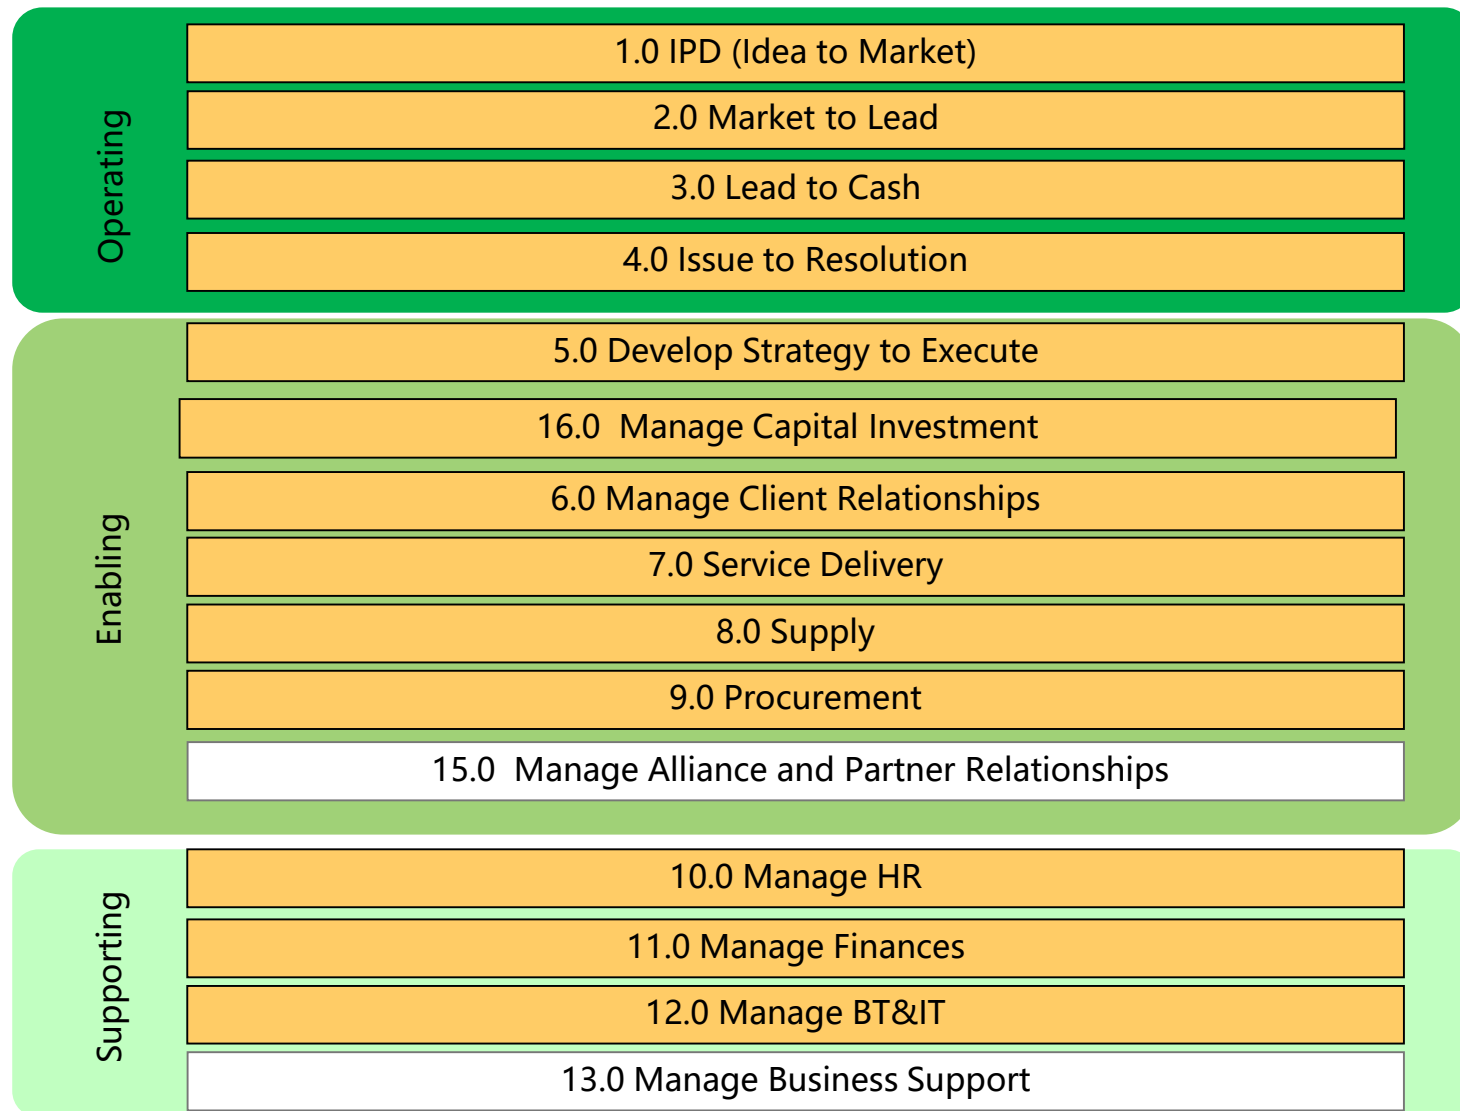 Operating
1.0 IPD (Idea to Market)
2.0 Market to Lead
3.0 Lead to Cash
4.0 Issue to Resolution
Enabling
5.0 Develop Strategy to Execute
16.0  Manage Capital Investment
6.0 Manage Client Relationships
7.0 Service Delivery
8.0 Supply
9.0 Procurement
15.0  Manage Alliance and Partner Relationships
Supporting
10.0 Manage HR
11.0 Manage Finances
12.0 Manage BT&IT
13.0 Manage Business Support